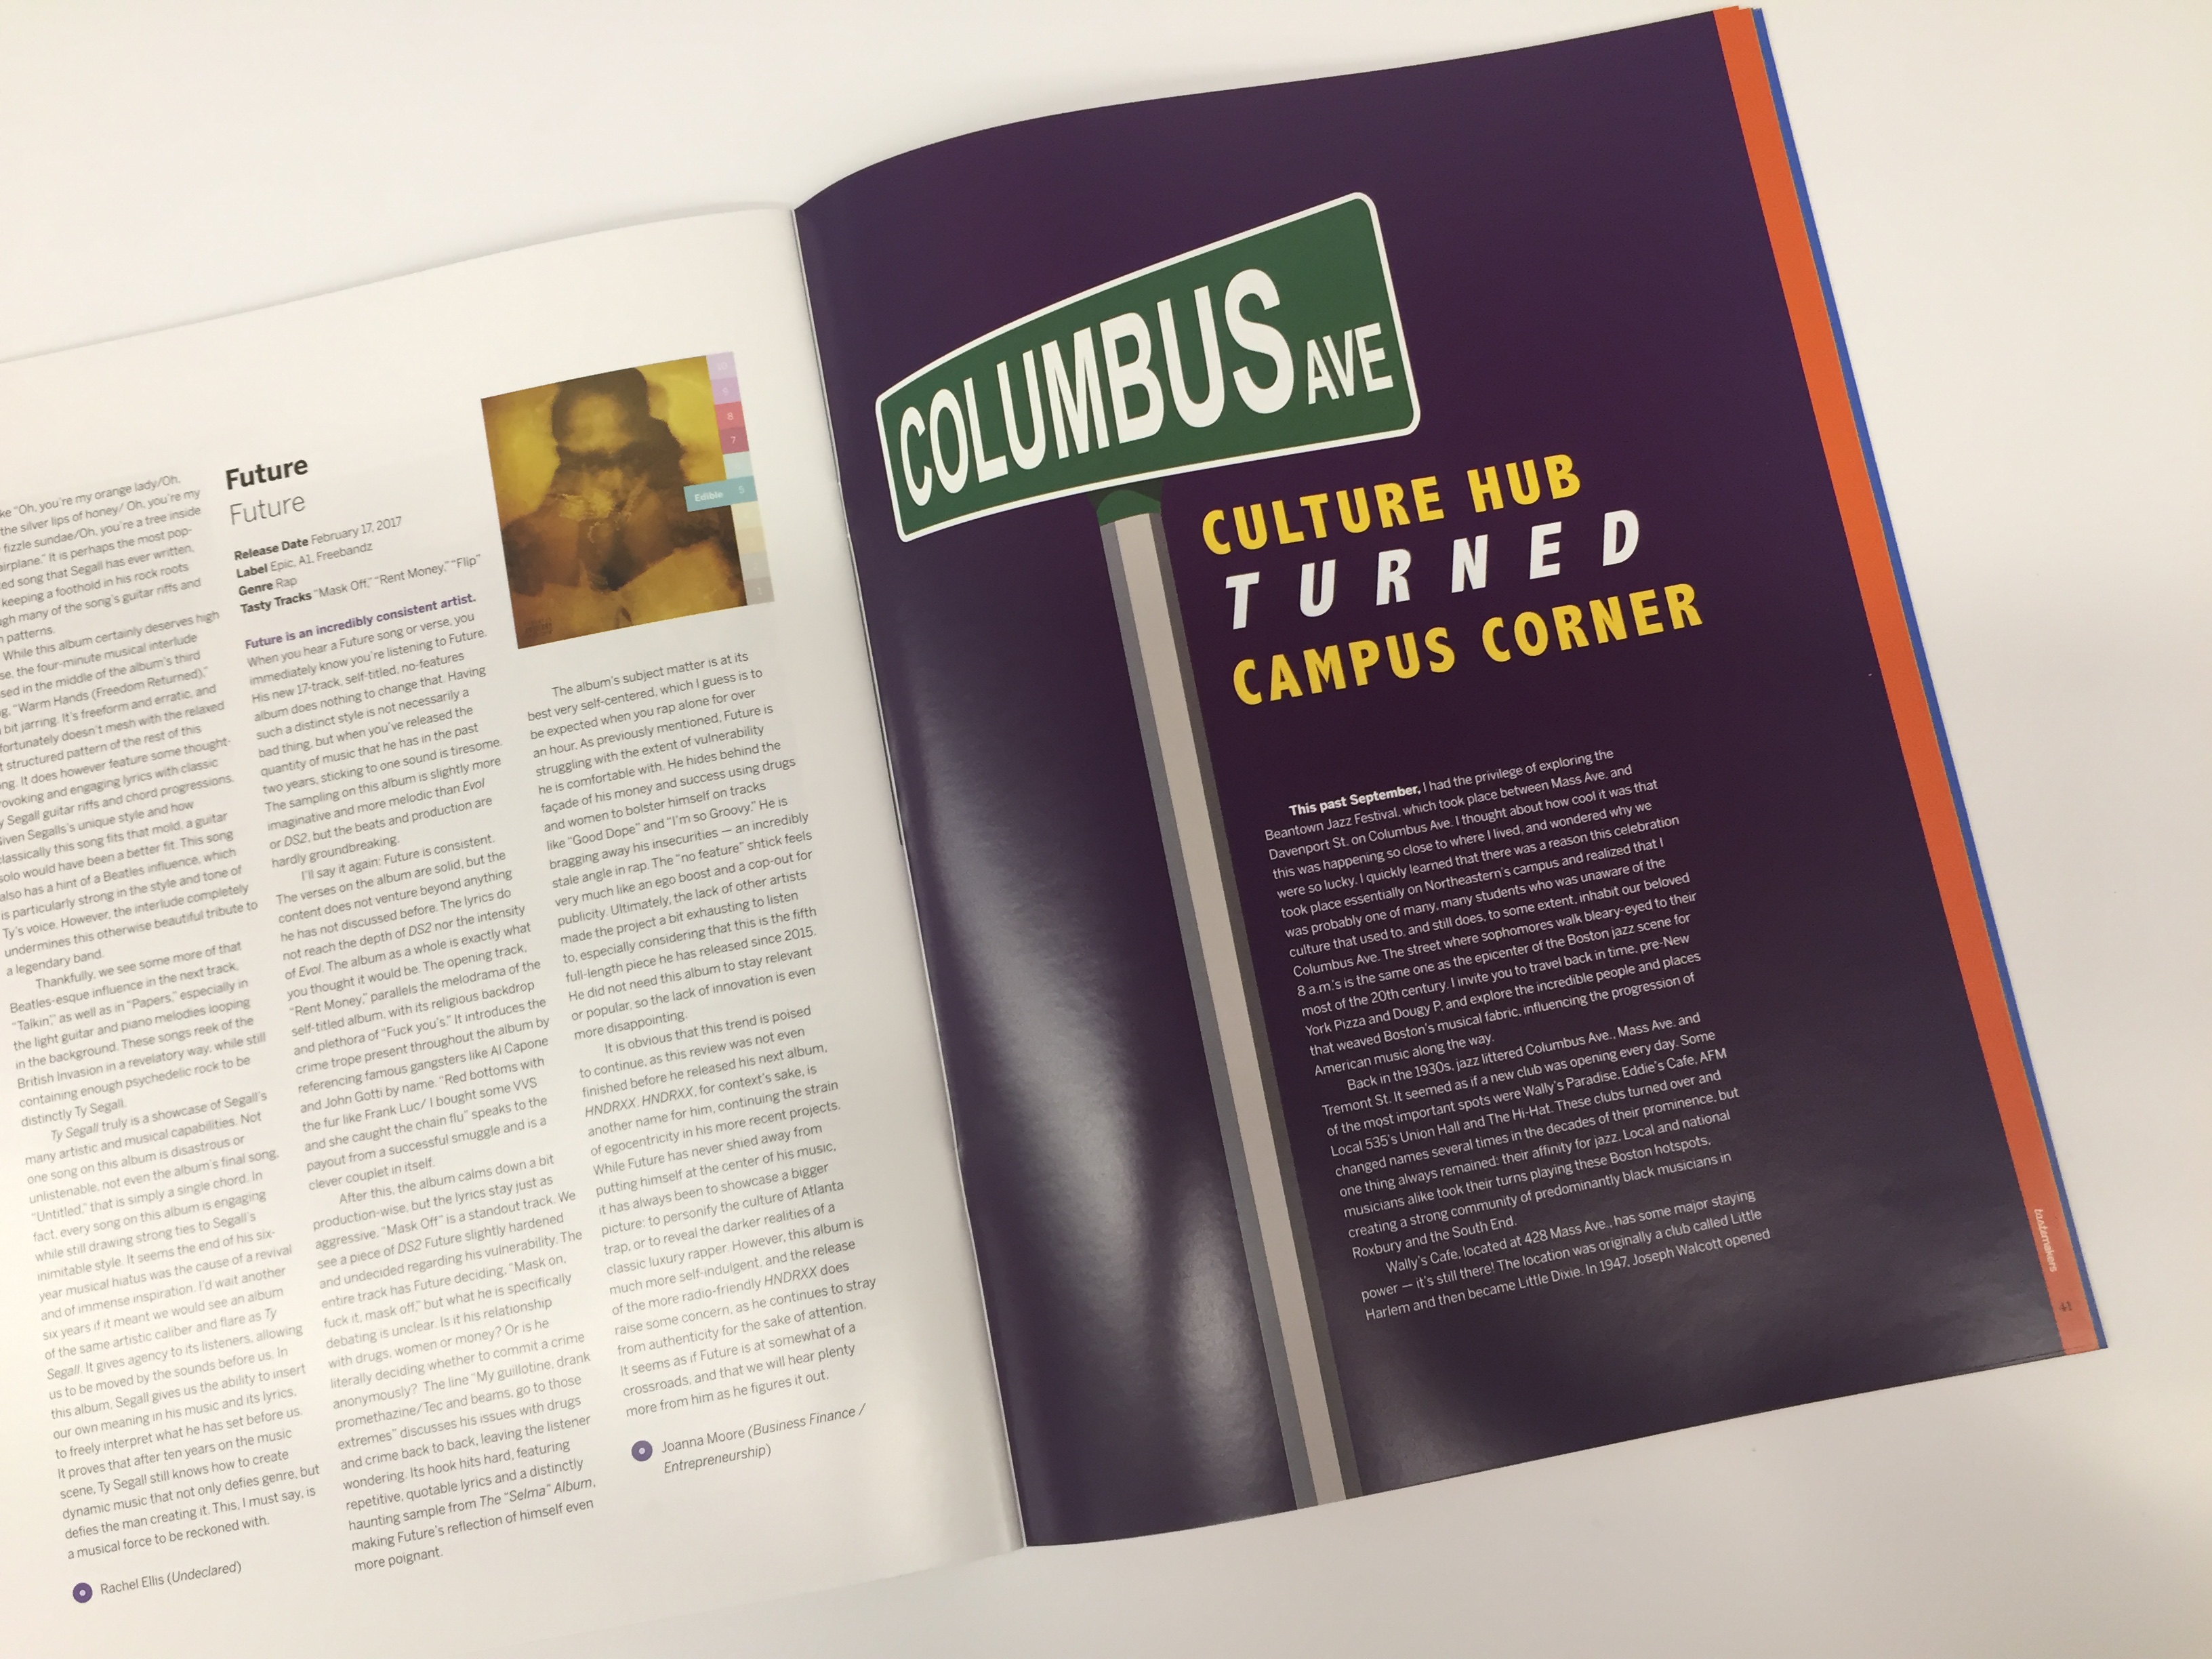 ke "Oh, you're my orange lady/Oh,
the silver lips of honey/ Oh, you're my
fizzle sundae/Oh, you're a tree inside
airplane." It is perhaps the most pop-
ed song that Segall has ever written,
keeping a foothold in his rock roots
gh many of the song's guitar riffs and
patterns.
While this album certainly deserves high
se, the four-minute musical interlude
sed in the middle of the album's third
g, "Warm Hands (Freedom Returned),"
bit jarring. It's freeform and erratic, and
fortunately doesn't mesh with the relaxed
t structured pattern of the rest of this
ng. It does however feature some thought-
ovoking and engaging lyrics with classic
y Segall guitar riffs and chord progressions.
iven Segalls's unique style and how
lassically this song fits that mold, a guitar
olo would have been a better fit. This song
also has a hint of a Beatles influence, which
is particularly strong in the style and tone of
Ty's voice. However, the interlude completely
undermines this otherwise beautiful tribute to
a legendary band.
Thankfully, we see some more of that
Beatles-esque influence in the next track,
"Talkin'," as well as in "Papers," especially in
the light guitar and piano melodies looping
in the background. These songs reek of the
British Invasion in a revelatory way, while still
containing enough psychedelic rock to be
distinctly Ty Segall.
Ty Segall truly is a showcase of Segall's
many artistic and musical capabilities. Not
one song on this album is disastrous or
unlistenable, not even the album's final song,
"Untitled," that is simply a single chord. In
fact, every song on this album is engaging
while still drawing strong ties to Segall's
inimitable style. It seems the end of his six-
year musical hiatus was the cause of a revival
and of immense inspiration. I'd wait another
six years if it meant we would see an album
of the same artistic caliber and flare as Ty
Segall. It gives agency to its listeners, allowing
us to be moved by the sounds before us. In
this album, Segall gives us the ability to insert
our own meaning in his music and its lyrics,
to freely interpret what he has set before us.
It proves that after ten years on the music
scene, Ty Segall still knows how to create
dynamic music that not only defies genre, but
defies the man creating it. This, I must say, is
a musical force to be reckoned with.
Rachel Ellis (Undeclared)
Future
Future
Release Date February 17, 2017
Label Epic, A1, Freebandz
Genre Rap
Tasty Tracks "Mask Off," "Rent Money," "Flip"
Future is an incredibly consistent artist.
When you hear a Future song or verse, you
immediately know you're listening to Future.
His new 17-track, self-titled, no-features
album does nothing to change that. Having
such a distinct style is not necessarily a
bad thing, but when you've released the
quantity of music that he has in the past
two years, sticking to one sound is tiresome.
The sampling on this album is slightly more
imaginative and more melodic than Evol
or DS2, but the beats and production are
hardly groundbreaking.
I'll say it again: Future is consistent.
The verses on the album are solid, but the
content does not venture beyond anything
he has not discussed before. The lyrics do
not reach the depth of DS2 nor the intensity
of Evol. The album as a whole is exactly what
you thought it would be. The opening track,
"Rent Money," parallels the melodrama of the
self-titled album, with its religious backdrop
and plethora of "Fuck you's." It introduces the
crime trope present throughout the album by
referencing famous gangsters like Al Capone
and John Gotti by name. "Red bottoms with
the fur like Frank Luc/ I bought some VVS
and she caught the chain flu" speaks to the
payout from a successful smuggle and is a
clever couplet in itself.
After this, the album calms down a bit
production-wise, but the lyrics stay just as
aggressive. "Mask Off" is a standout track. We
see a piece of DS2 Future slightly hardened
and undecided regarding his vulnerability. The
entire track has Future deciding, "Mask on,
fuck it, mask off," but what he is specifically
debating is unclear. Is it his relationship
with drugs, women or money? Or is he
literally deciding whether to commit a crime
anonymously? The line "My guillotine, drank
promethazine/Tec and beams, go to those
extremes" discusses his issues with drugs
and crime back to back, leaving the listener
wondering. Its hook hits hard, featuring
repetitive, quotable lyrics and a distinctly
haunting sample from The "Selma" Album,
making Future's reflection of himself even
more poignant.
Edible
5
7
8
9
10
The album's subject matter is at its
best very self-centered, which I guess is to
be expected when you rap alone for over
an hour. As previously mentioned, Future is
struggling with the extent of vulnerability
he is comfortable with. He hides behind the
façade of his money and success using drugs
and women to bolster himself on tracks
like "Good Dope" and "I'm so Groovy." He is
bragging away his insecurities — an incredibly
stale angle in rap. The "no feature" shtick feels
very much like an ego boost and a cop-out for
publicity. Ultimately, the lack of other artists
made the project a bit exhausting to listen
to, especially considering that this is the fifth
full-length piece he has released since 2015.
He did not need this album to stay relevant
or popular, so the lack of innovation is even
more disappointing.
It is obvious that this trend is poised
to continue, as this review was not even
finished before he released his next album,
HNDRXX. HNDRXX, for context's sake, is
another name for him, continuing the strain
of egocentricity in his more recent projects.
While Future has never shied away from
putting himself at the center of his music,
it has always been to showcase a bigger
picture, to personify the culture of Atlanta
trap, or to reveal the darker realities of a
classic luxury rapper. However, this album is
much more self-indulgent, and the release
of the more radio-friendly HNDRXX does
raise some concern, as he continues to stray
from authenticity for the sake of attention.
It seems as if Future is at somewhat of a
crossroads, and that we will hear plenty
more from him as he figures it out.
Joanna Moore (Business Finance /
Entrepreneurship)
COLUMBUS AVE
CULTURE HUB
TURNED
CAMPUS CORNER
This past September, I had the privilege of exploring the
Beantown Jazz Festival, which took place between Mass Ave. and
Davenport St. on Columbus Ave. I thought about how cool it was that
this was happening so close to where I lived, and wondered why we
were so lucky. I quickly learned that there was a reason this celebration
took place essentially on Northeastern's campus and realized that I
was probably one of many, many students who was unaware of the
culture that used to, and still does, to some extent, inhabit our beloved
Columbus Ave. The street where sophomores walk bleary-eyed to their
8 a.m.'s is the same one as the epicenter of the Boston jazz scene for
most of the 20th century. I invite you to travel back in time, pre-New
York Pizza and Dougy P, and explore the incredible people and places
that weaved Boston's musical fabric, influencing the progression of
American music along the way.
Back in the 1930s, jazz littered Columbus Ave., Mass Ave. and
Tremont St. It seemed as if a new club was opening every day. Some
of the most important spots were Wally's Paradise, Eddie's Cafe, AFM
Local 535's Union Hall and The Hi-Hat. These clubs turned over and
changed names several times in the decades of their prominence, but
one thing always remained: their affinity for jazz. Local and national
musicians alike took their turns playing these Boston hotspots,
creating a strong community of predominantly black musicians in
Roxbury and the South End.
Wally's Cafe, located at 428 Mass Ave., has some major staying
power — it's still there! The location was originally a club called Little
Harlem and then became Little Dixie. In 1947, Joseph Walcott opened
tastemakers
41